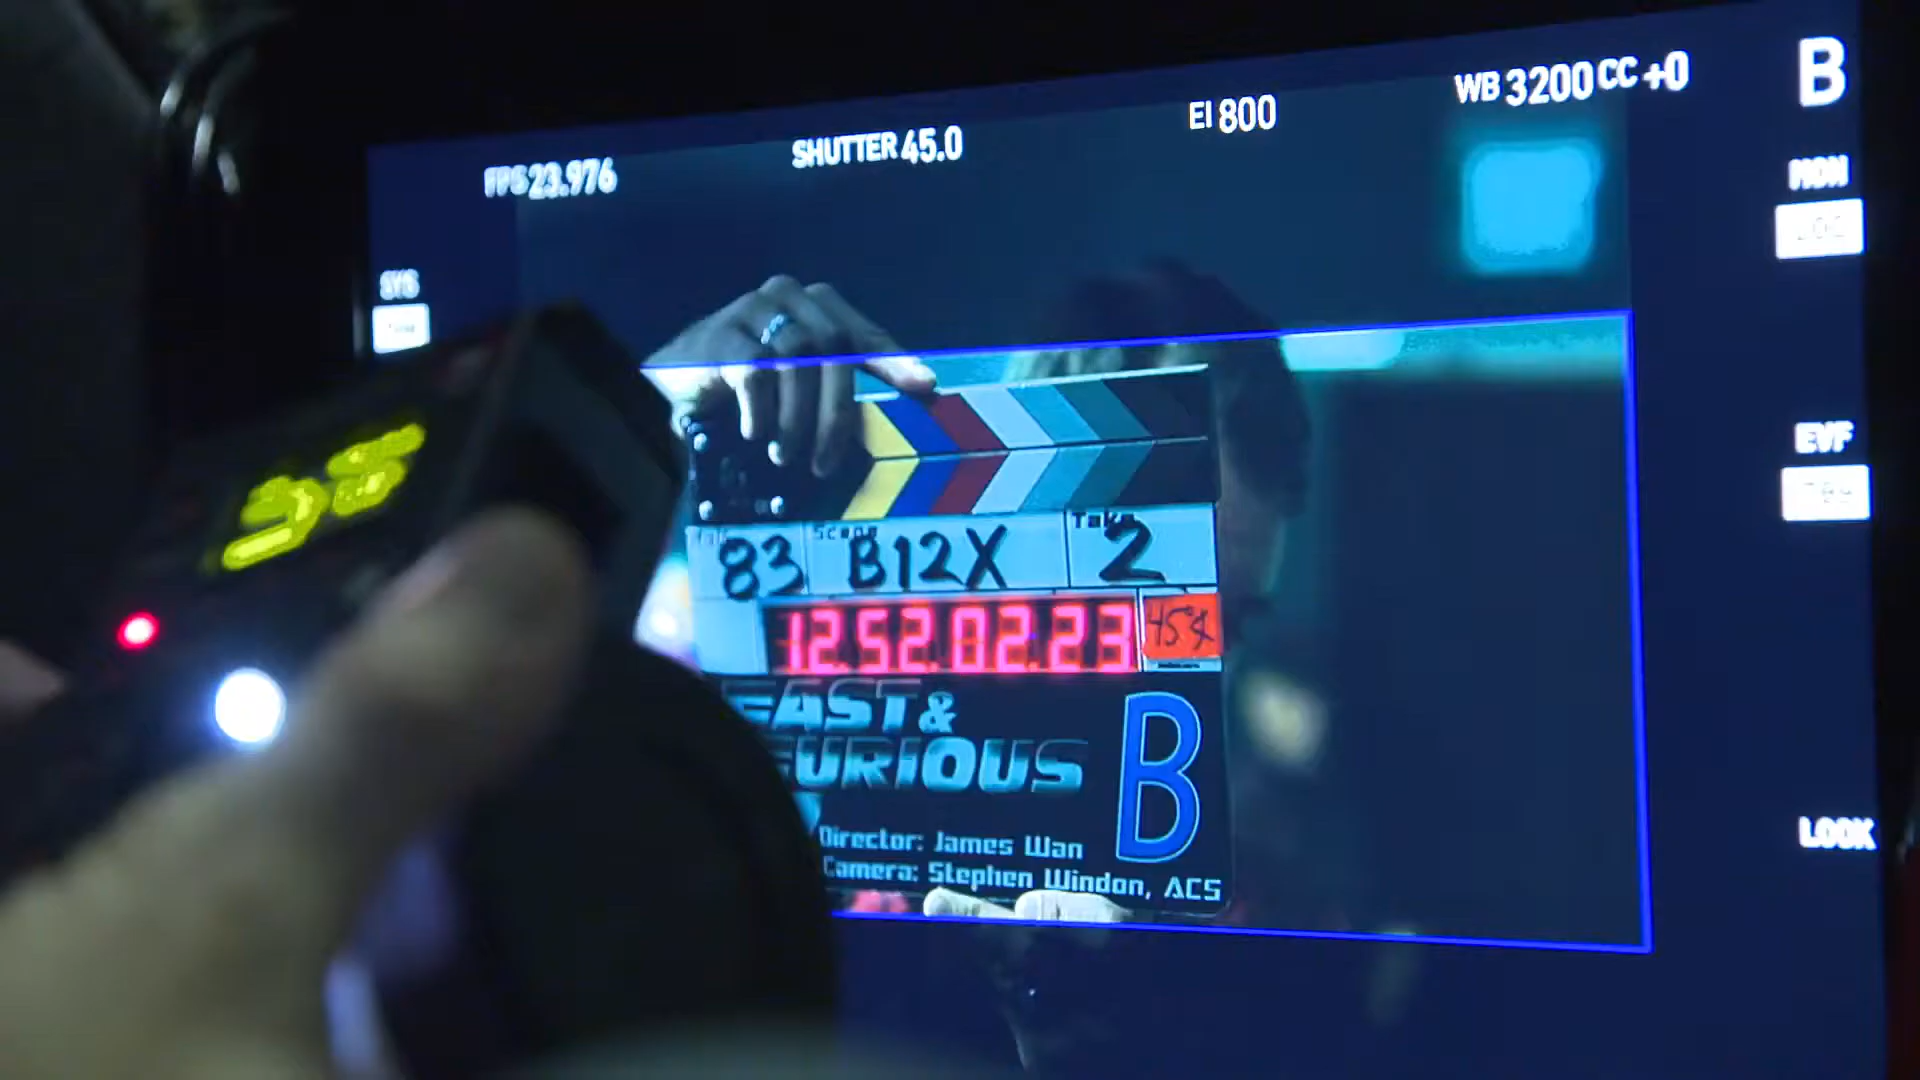 B
WB 3200 CC +0
EI 800
SHUTTER 45.0
FPS 23.976
MON
SYS
EVF
LOOK
Scene
Take
83 B12X 2
12.52.02.23
45°
FAST &
FURIOUS
B
Director: James Wan
Camera: Stephen Windon, ACS